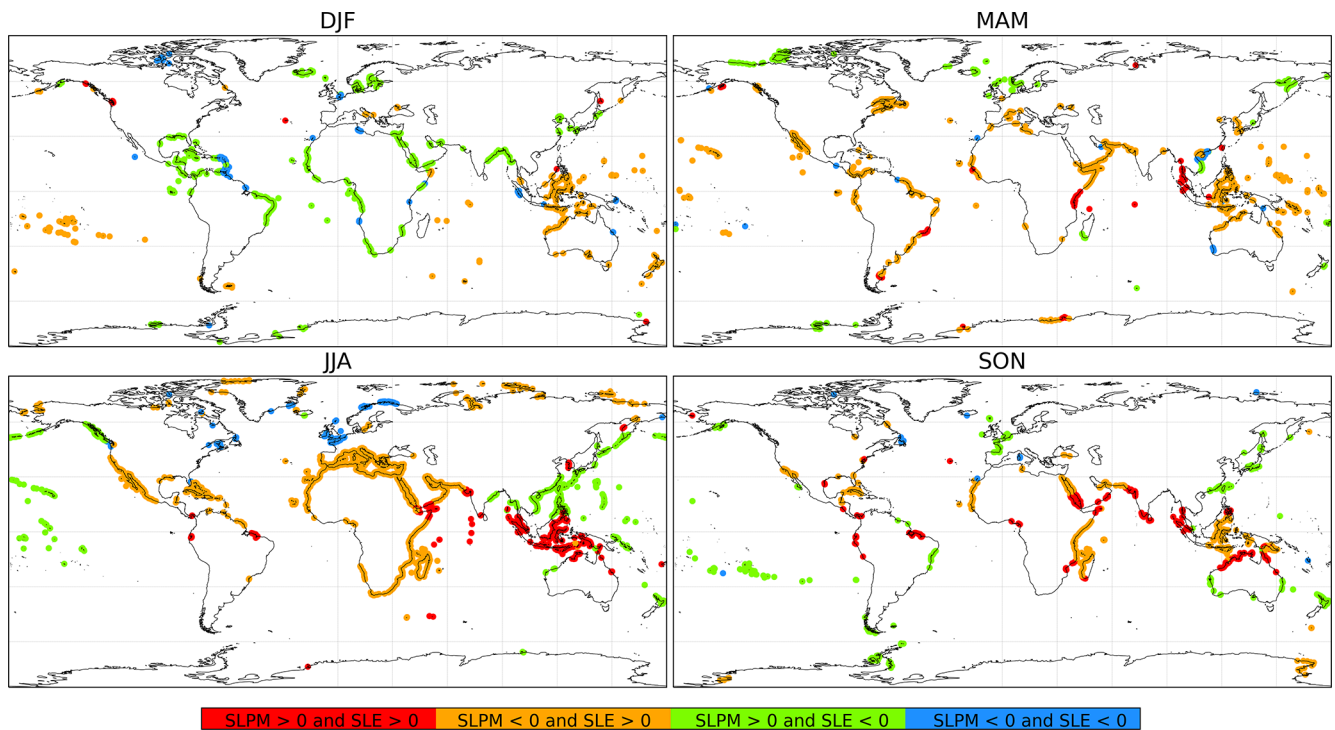 DJF
MAM
JJA
SON
SLPM > 0 and SLE > 0
SLPM < 0 and SLE > 0
SLPM > 0 and SLE < 0
SLPM < 0 and SLE < 0